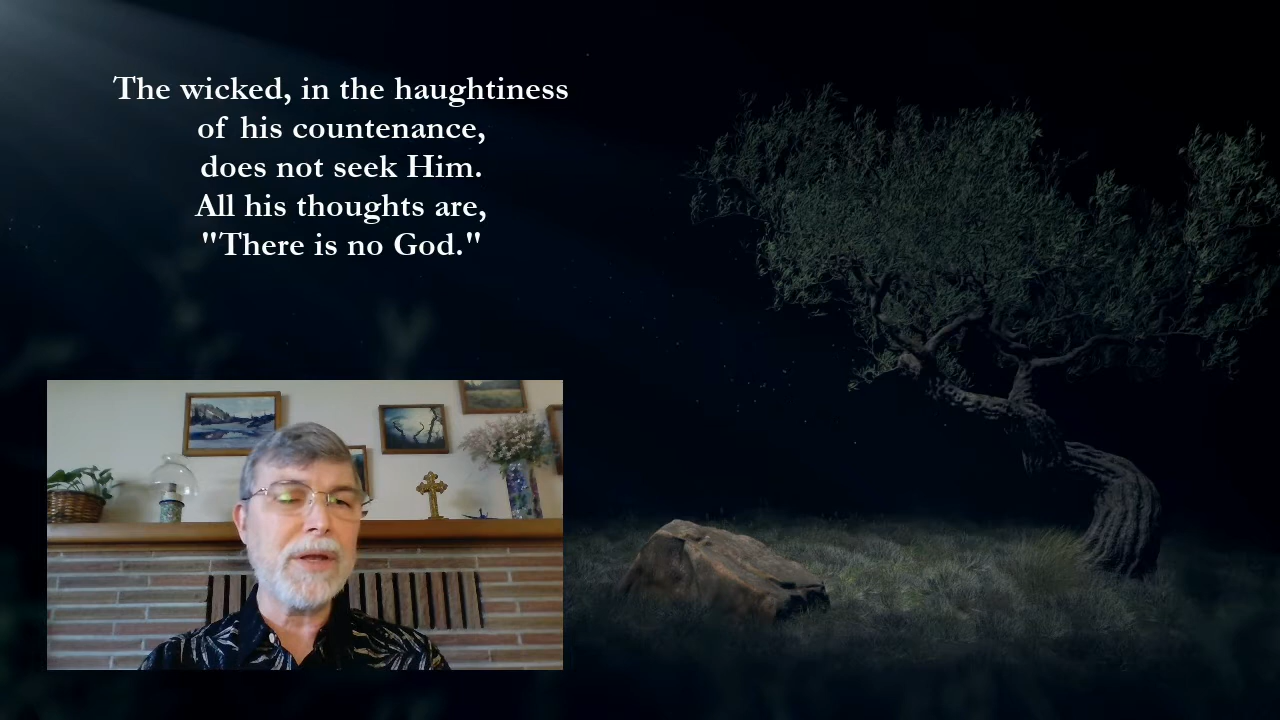 The wicked, in the haughtiness
of his countenance,
does not seek Him.
All his thoughts are,
"There is no God."